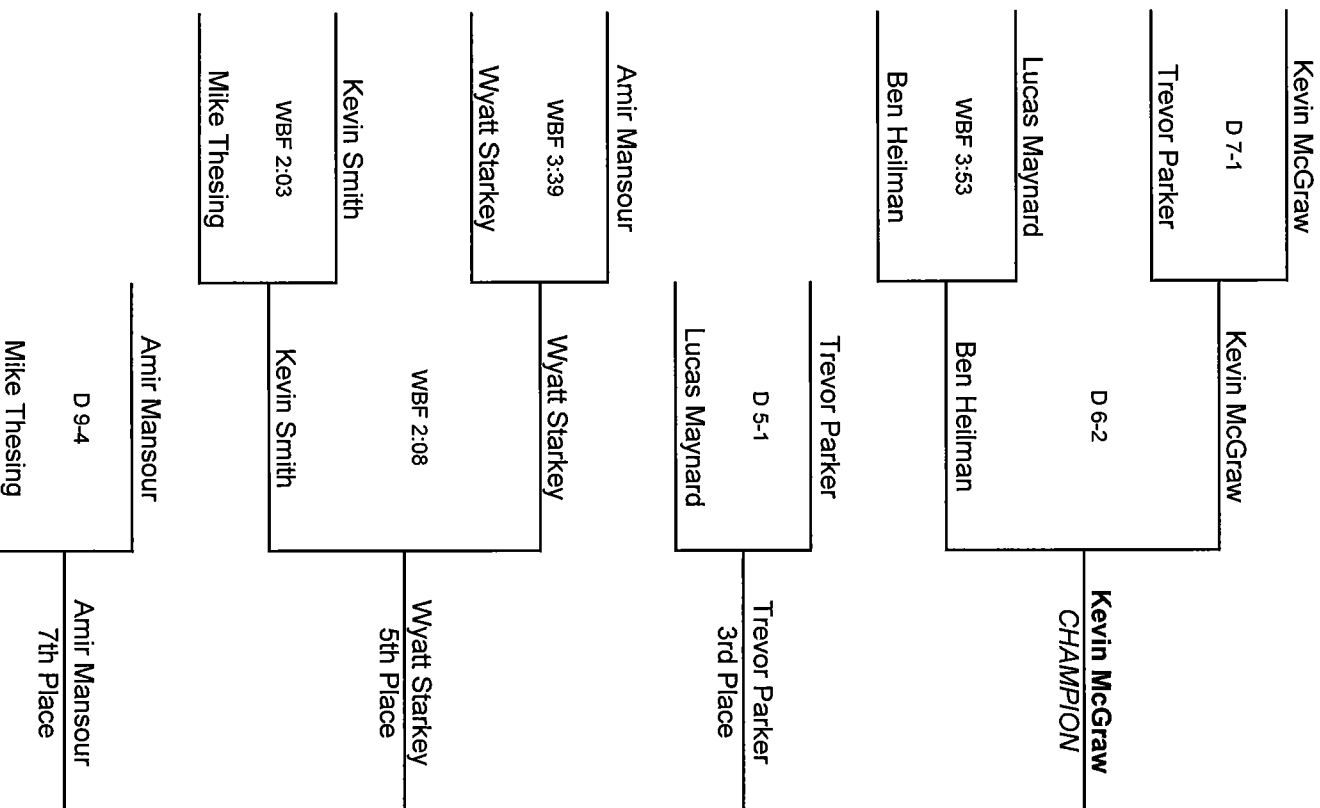 Kevin McGraw
D 7-1
Trevor Parker
Kevin McGraw
Lucas Maynard
WBF 3:53
Ben Heilman
D 6-2
Ben Heilman
Kevin McGraw
CHAMPION
Trevor Parker
D 5-1
Lucas Maynard
Trevor Parker
3rd Place
Amir Mansour
WBF 3:39
Wyatt Starkey
Wyatt Starkey
Kevin Smith
WBF 2:03
Mike Thesing
WBF 2:08
Kevin Smith
Wyatt Starkey
5th Place
Amir Mansour
D 9-4
Mike Thesing
Amir Mansour
7th Place